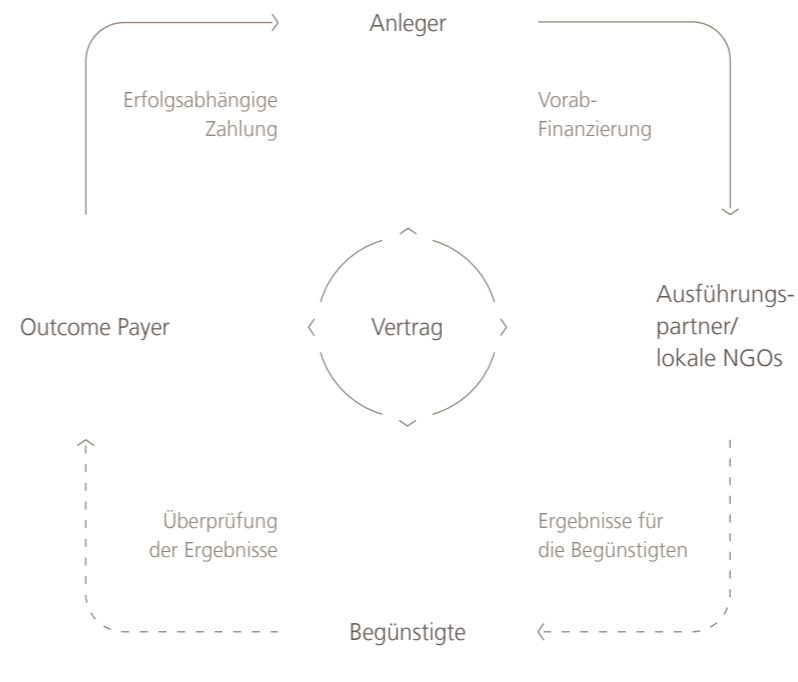 Anleger
Erfolgsabhängige
Zahlung
Vorab-
Finanzierung
Outcome Payer
Vertrag
Ausführungs-
partner/
lokale NGOs
Überprüfung
der Ergebnisse
Ergebnisse für
die Begünstigten
Begünstigte